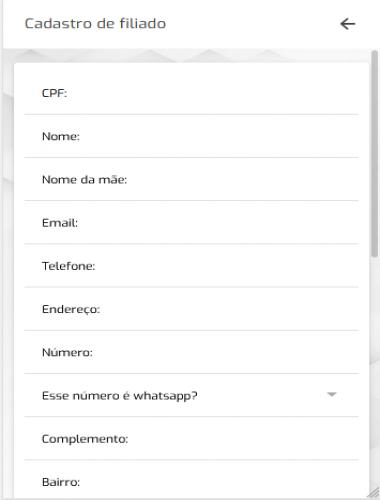 Cadastro de filiado
CPF:
Nome:
Nome da mãe:
Email:
Telefone:
Endereço:
Número:
Esse número é whatsapp?
Complemento:
Bairro: